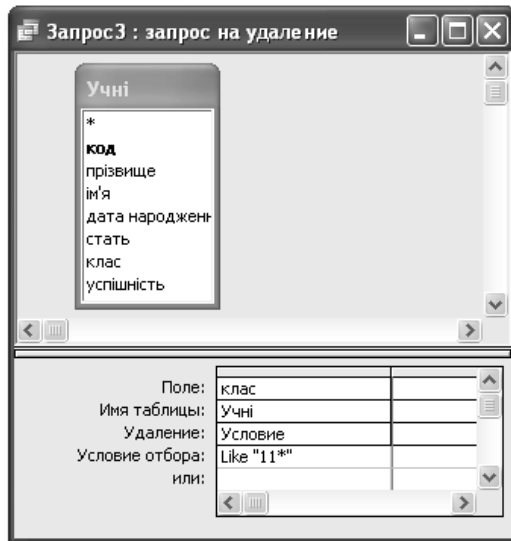 Запрос3 : запрос на удаление
Учні
*
код
прізвище
ім'я
дата народженн
стать
клас
успішність
Поле: клас
Имя таблицы: Учні
Удаление: Условие
Условие отбора: Like "11*"
или: